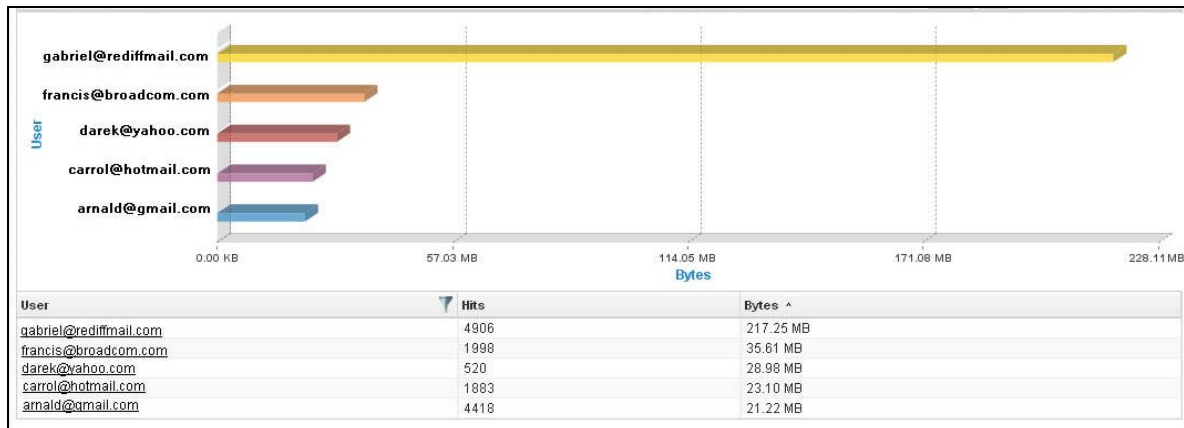 gabriel@rediffmail.com
francis@broadcom.com
darek@yahoo.com
carrol@hotmail.com
arnald@gmail.com
User
0.00 KB 57.03 MB 114.05 MB 171.08 MB 228.11MB
Bytes
User Hits Bytes
gabriel@rediffmail.com 4906 217.25 MB
francis@broadcom.com 1998 35.61 MB
darek@yahoo.com 520 28.98 MB
carrol@hotmail.com 1883 23.10 MB
arnald@gmail.com 4418 21.22 MB